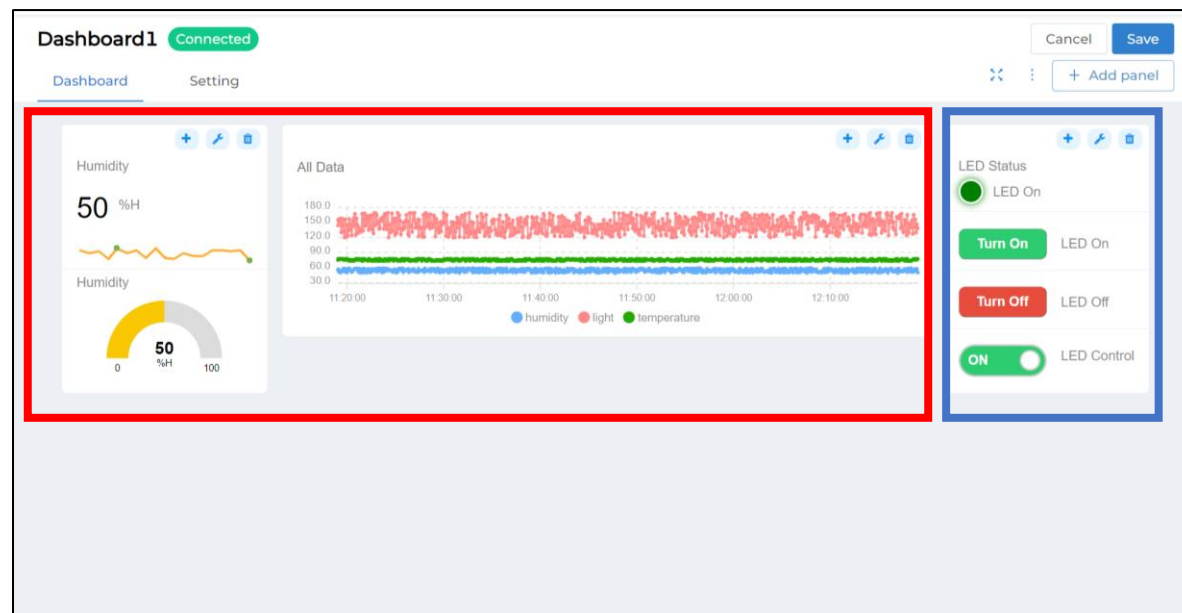 Dashboard1 Connected
Cancel Save
Dashboard Setting
+ Add panel
Humidity
50 %H
Humidity
50
%H
0 100
All Data
180.0
150.0
120.0
90.0
60.0
30.0
11:20:00 11:30:00 11:40:00 11:50:00 12:00:00 12:10:00
humidity light temperature
LED Status
LED On
Turn On LED On
Turn Off LED Off
ON LED Control